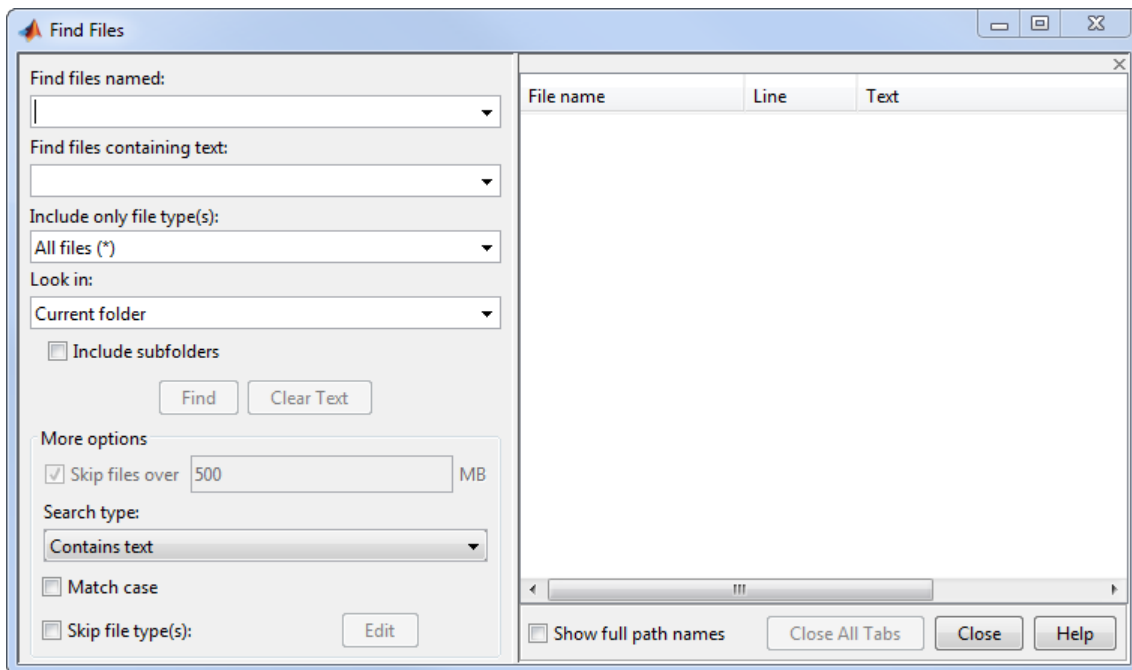 Find Files
Find files named:
Find files containing text:
Include only file type(s):
All files (*)
Look in:
Current folder
Include subfolders
Find Clear Text
More options
Skip files over 500 MB
Search type:
Contains text
Match case
Skip file type(s): Edit
File name Line Text
Show full path names Close All Tabs Close Help